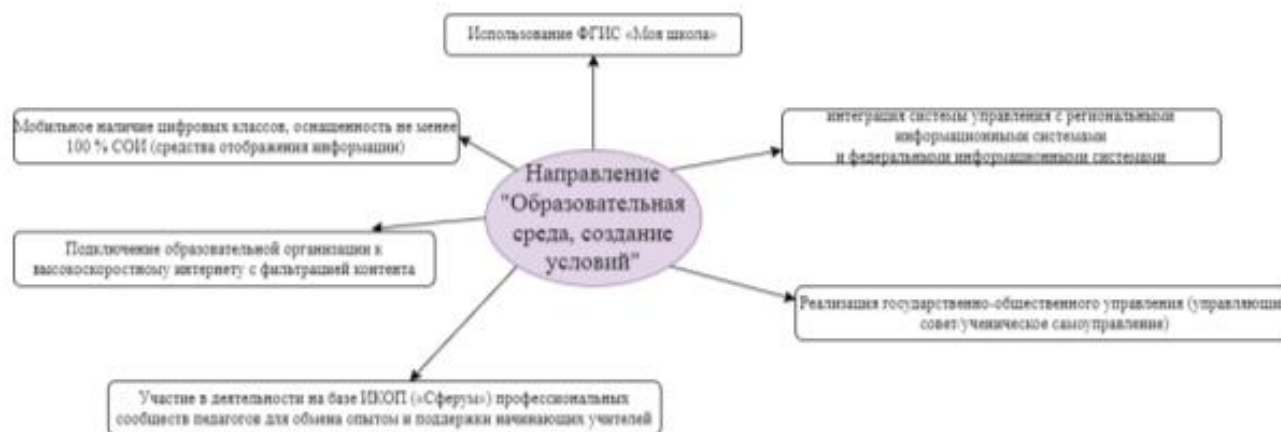 Использование ФГИС «Моя школа»
Мобильное наличие цифровых классов, оснащенность не менее
100 % СОИ (средства отображения информации)
интеграция системы управления с региональными
информационными системами
и федеральными информационными системами
Направление
"Образовательная
среда, создание
условий"
Подключение образовательной организации к
высокоскоростному интернету с фильтрацией контента
Реализация государственно-общественного управления (управляющи
совет/ученическое самоуправление)
Участие в деятельности на базе ИКОП («Сферум») профессиональных
сообществ педагогов для обмена опытом и поддержки начинающих учителей